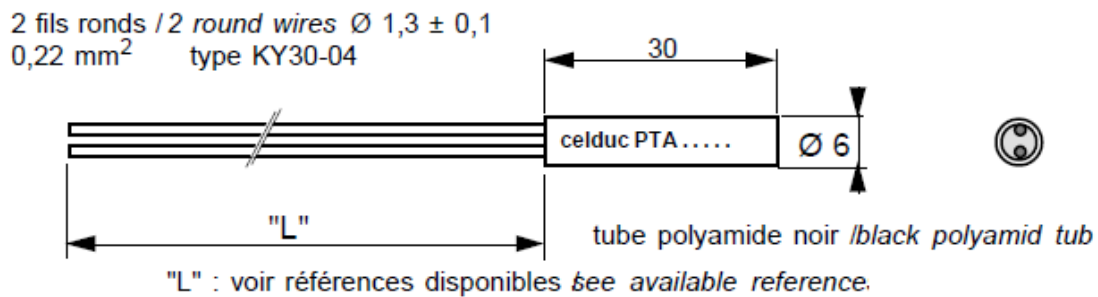 2 fils ronds / 2 round wires Ø 1,3 ± 0,1
0,22 mm² type KY30-04
30
celduc PTA . . . . .
Ø 6
"L"
tube polyamide noir /black polyamid tub
"L" : voir références disponibles see available reference.